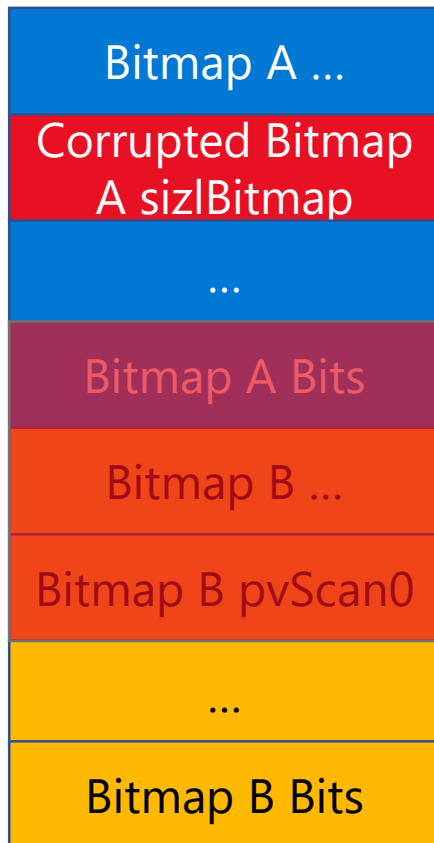 Bitmap A ...
Corrupted Bitmap
A sizlBitmap
...
Bitmap A Bits
Bitmap B ...
Bitmap B pvScan0
...
Bitmap B Bits